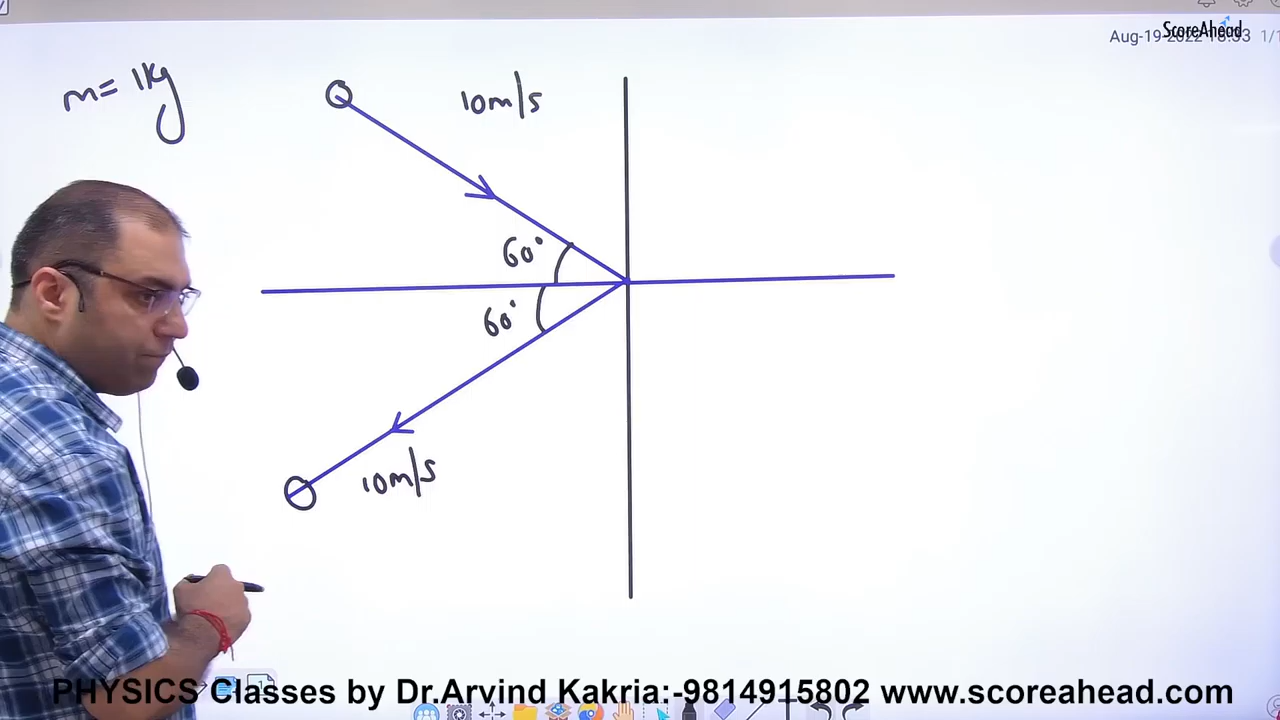 ScoreAhead
m = 1kg
10m/s
60°
60°
10m/s
PHYSICS Classes by Dr.Arvind Kakria:-9814915802 www.scoreahead.com